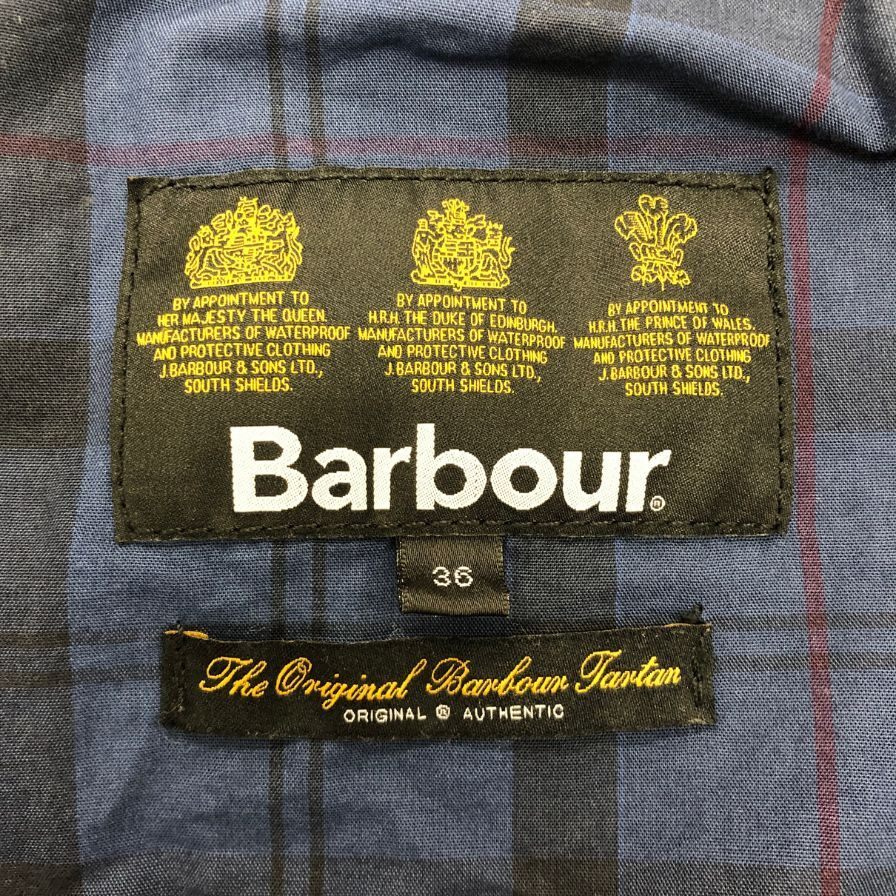 BY APPOINTMENT TO
HER MAJESTY THE QUEEN.
MANUFACTURERS OF WATERPROOF
AND PROTECTIVE CLOTHING
J. BARBOUR & SONS LTD.,
SOUTH SHIELDS.
BY APPOINTMENT TO
H.R.H. THE DUKE OF EDINBURGH.
MANUFACTURERS OF WATERPROOF
AND PROTECTIVE CLOTHING
J. BARBOUR & SONS LTD.,
SOUTH SHIELDS.
BY APPOINTMENT TO
H.R.H. THE PRINCE OF WALES.
MANUFACTURERS OF WATERPROOF
AND PROTECTIVE CLOTHING
J. BARBOUR & SONS LTD.,
SOUTH SHIELDS.
Barbour®
36
The Original Barbour Tartan
ORIGINAL ® AUTHENTIC